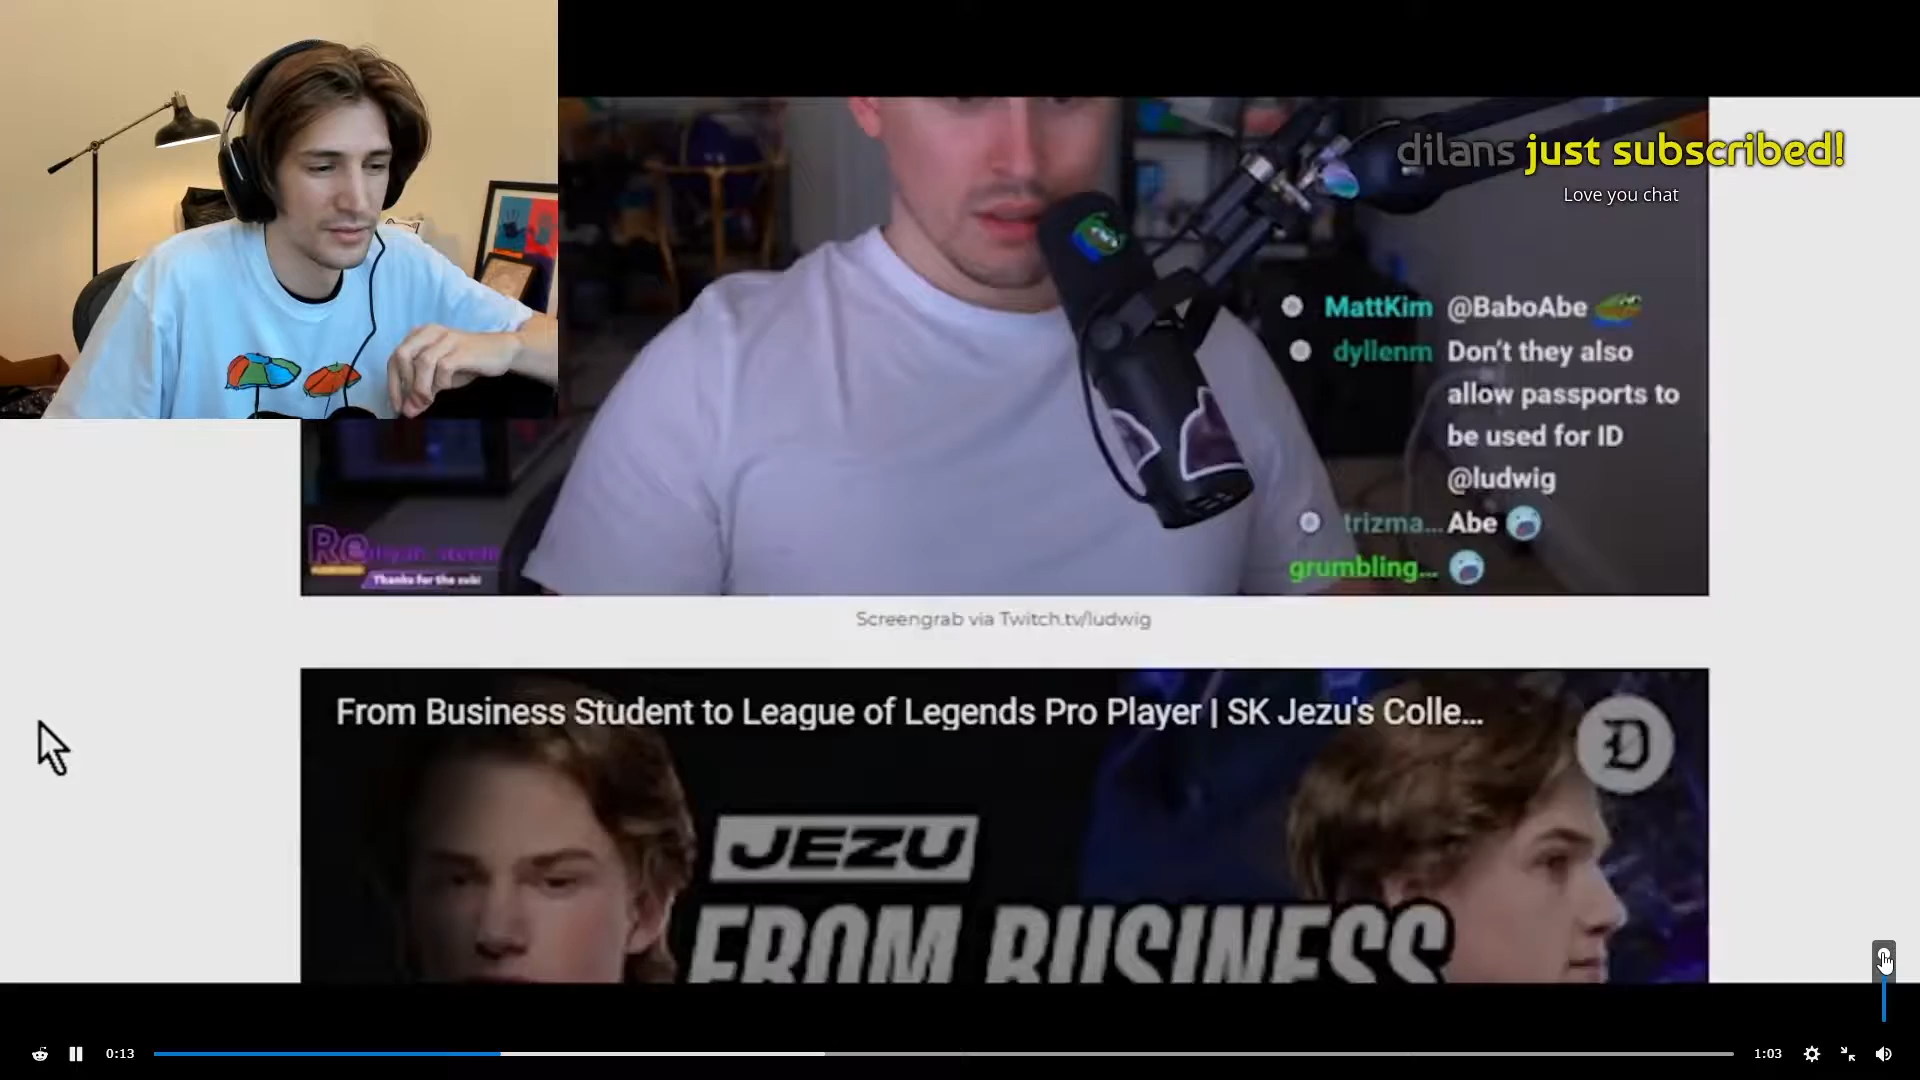 dilans just subscribed!
Love you chat
MattKim @BaboAbe
dyllenm Don't they also
allow passports to
be used for ID
@ludwig
trizma... Abe
grumbling...
Thanks for the sub!
Screengrab via Twitch.tv/ludwig
From Business Student to League of Legends Pro Player | SK Jezu's Colle...
JEZU
FROM BUSINESS
0:13
1:03